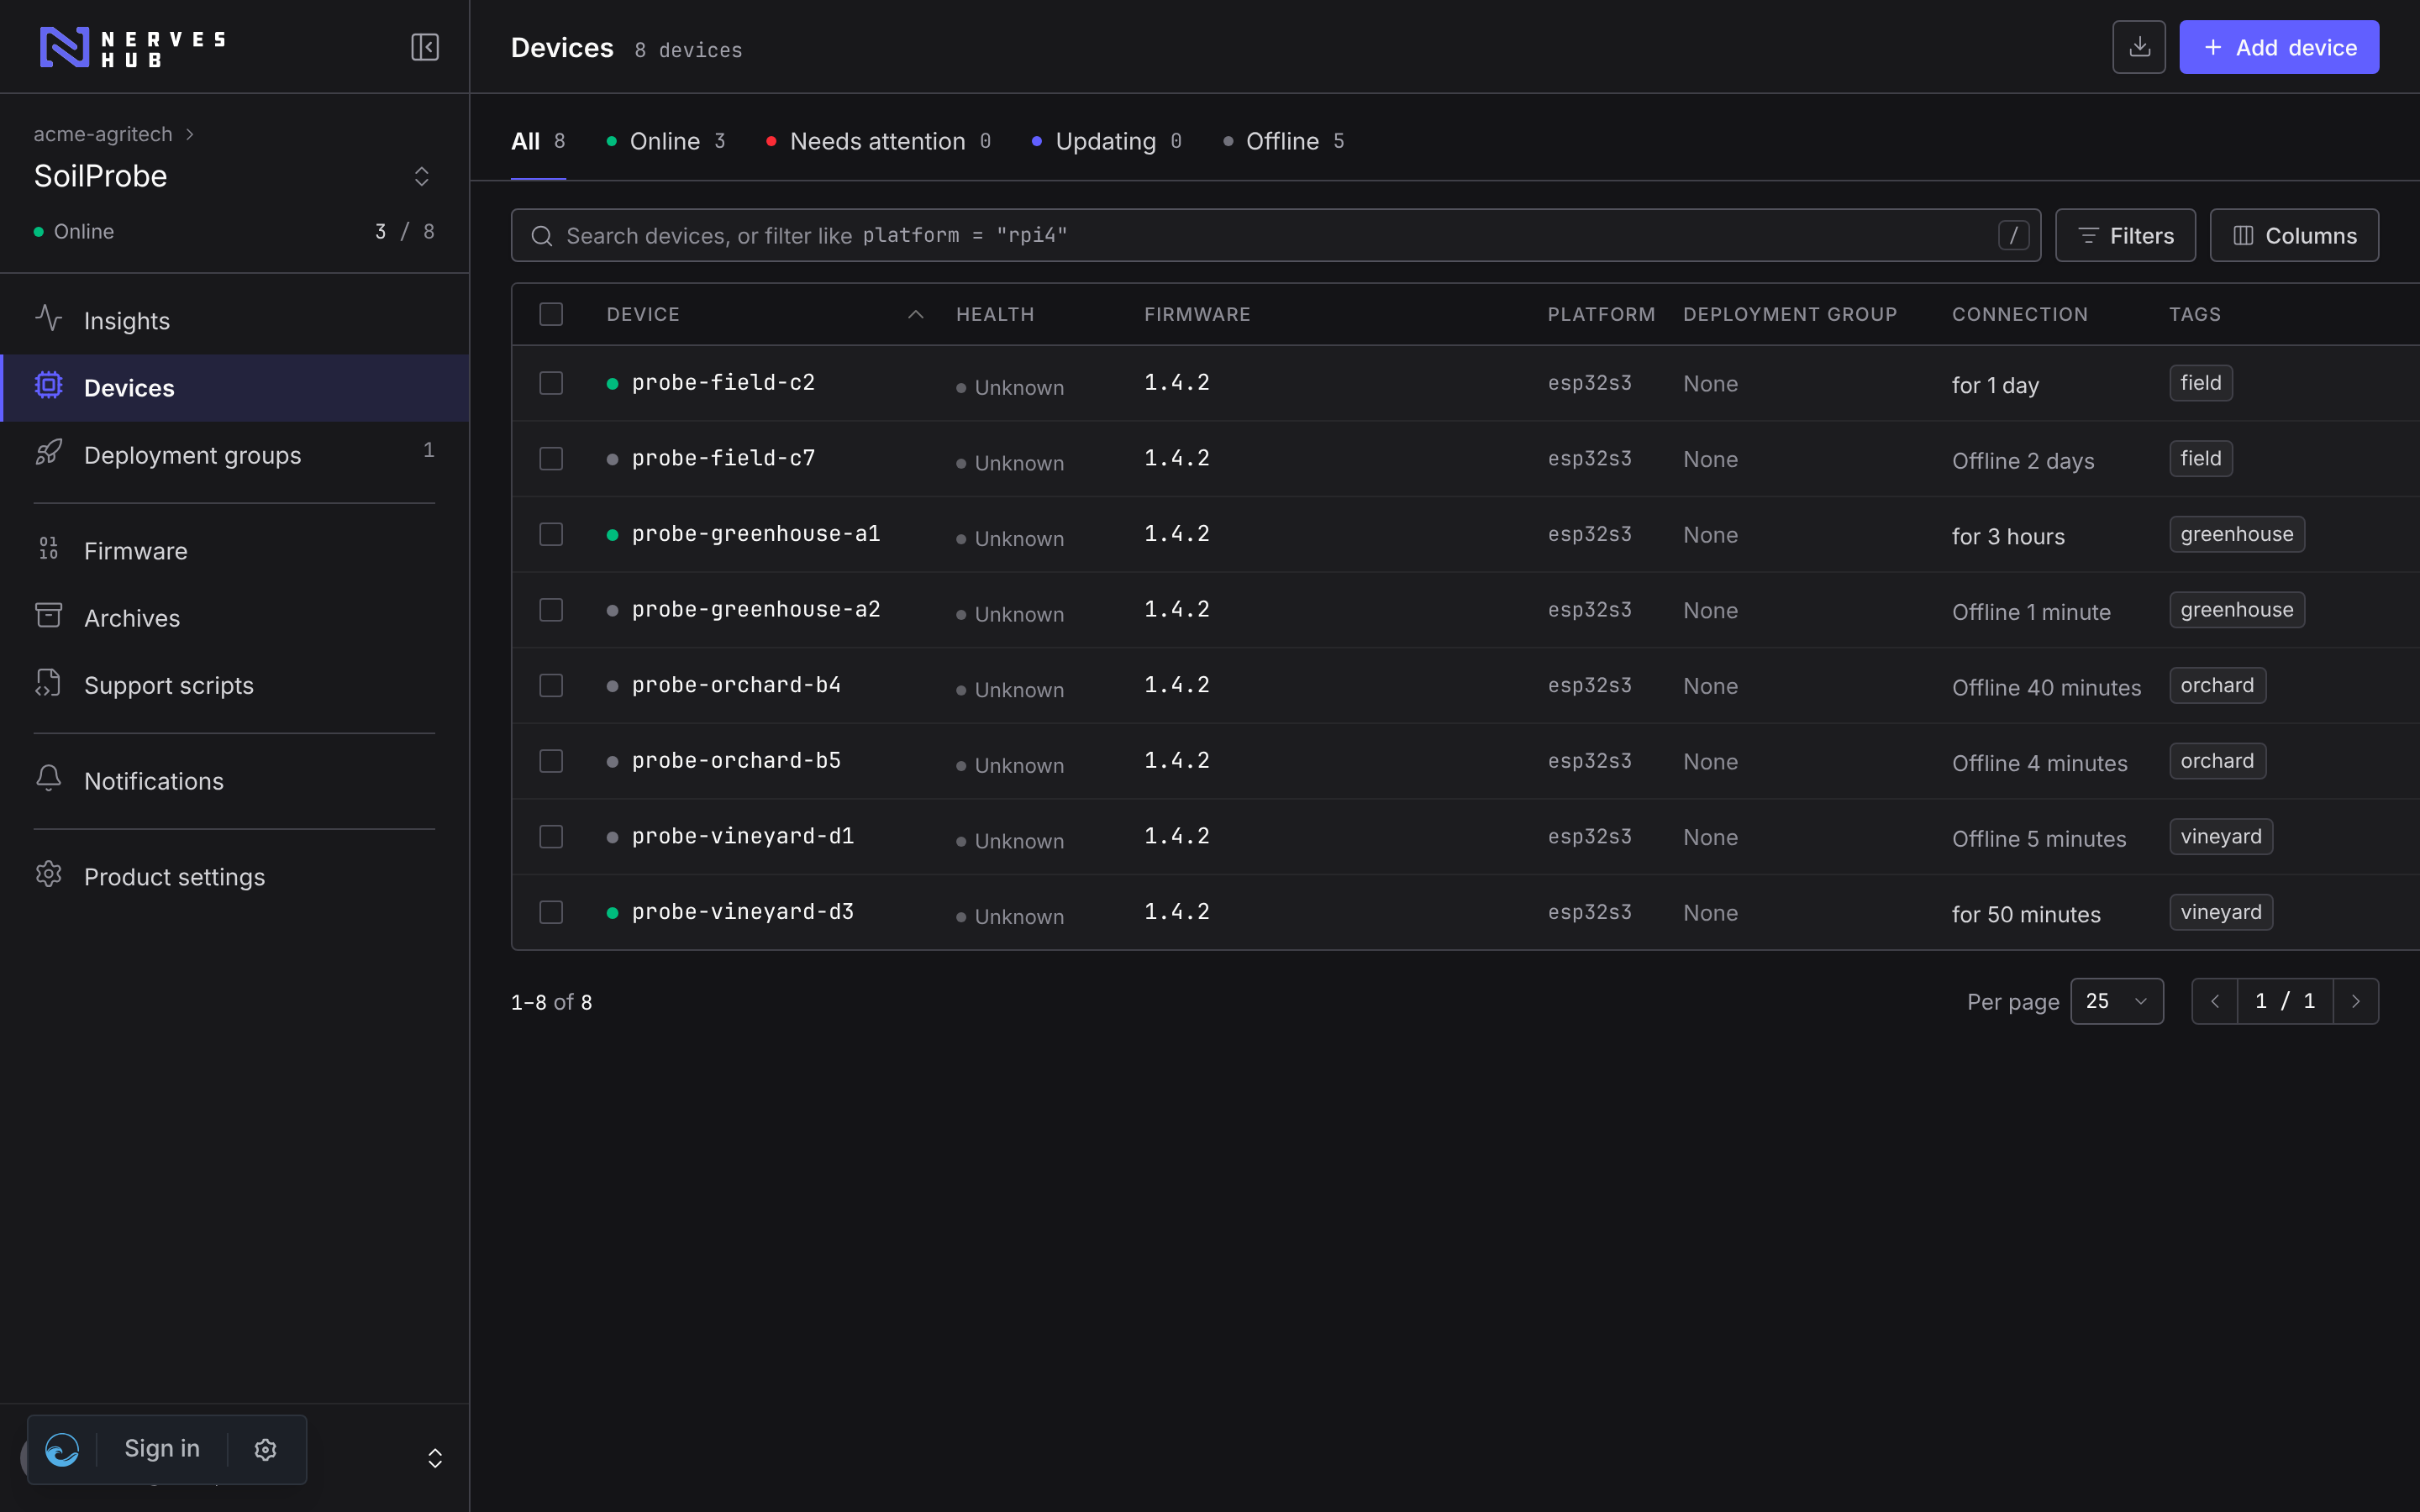 NERVES
HUB
acme-agritech
SoilProbe
Online 3 / 8
Insights
Devices
Deployment groups 1
Firmware
Archives
Support scripts
Notifications
Product settings
Sign in
Devices 8 devices
Add device
All 8 Online 3 Needs attention 0 Updating 0 Offline 5
Search devices, or filter like platform = "rpi4" /
Filters
Columns
DEVICE HEALTH FIRMWARE PLATFORM DEPLOYMENT GROUP CONNECTION TAGS
probe-field-c2 Unknown 1.4.2 esp32s3 None for 1 day field
probe-field-c7 Unknown 1.4.2 esp32s3 None Offline 2 days field
probe-greenhouse-a1 Unknown 1.4.2 esp32s3 None for 3 hours greenhouse
probe-greenhouse-a2 Unknown 1.4.2 esp32s3 None Offline 1 minute greenhouse
probe-orchard-b4 Unknown 1.4.2 esp32s3 None Offline 40 minutes orchard
probe-orchard-b5 Unknown 1.4.2 esp32s3 None Offline 4 minutes orchard
probe-vineyard-d1 Unknown 1.4.2 esp32s3 None Offline 5 minutes vineyard
probe-vineyard-d3 Unknown 1.4.2 esp32s3 None for 50 minutes vineyard
1–8 of 8
Per page 25 1 / 1